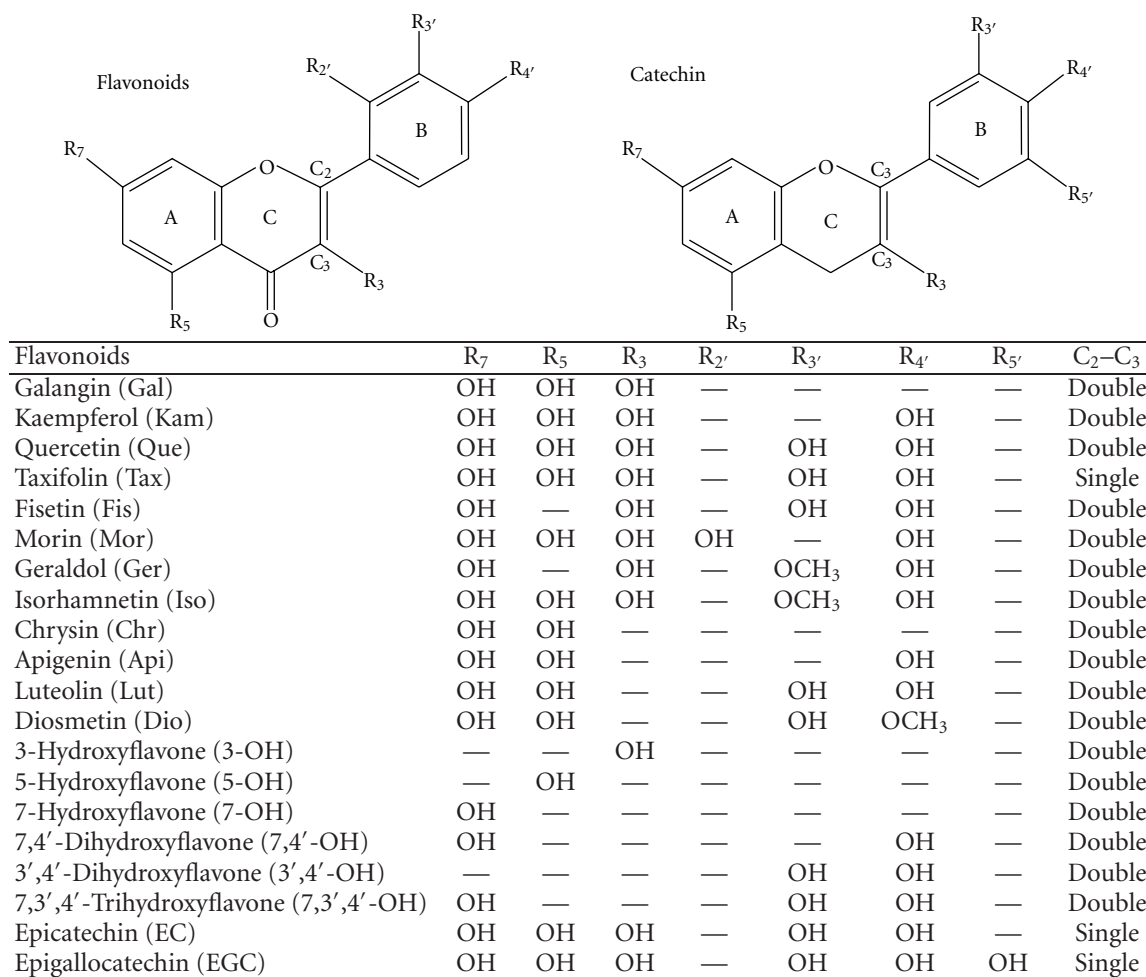 Flavonoids
R₂′
R₃′
R₄′
B
R₇
O
C₂
A
C
C₃
R₃
R₅
O
Catechin
R₃′
R₄′
B
R₅′
R₇
O
C₃
A
C
C₃
R₃
R₅
Flavonoids R₇ R₅ R₃ R₂′ R₃′ R₄′ R₅′ C₂–C₃
Galangin (Gal) OH OH OH — — — — Double
Kaempferol (Kam) OH OH OH — — OH — Double
Quercetin (Que) OH OH OH — OH OH — Double
Taxifolin (Tax) OH OH OH — OH OH — Single
Fisetin (Fis) OH — OH — OH OH — Double
Morin (Mor) OH OH OH OH — OH — Double
Geraldol (Ger) OH — OH — OCH₃ OH — Double
Isorhamnetin (Iso) OH OH OH — OCH₃ OH — Double
Chrysin (Chr) OH OH — — — — — Double
Apigenin (Api) OH OH — — — OH — Double
Luteolin (Lut) OH OH — — OH OH — Double
Diosmetin (Dio) OH OH — — OH OCH₃ — Double
3-Hydroxyflavone (3-OH) — — OH — — — — Double
5-Hydroxyflavone (5-OH) — OH — — — — — Double
7-Hydroxyflavone (7-OH) OH — — — — — — Double
7,4′-Dihydroxyflavone (7,4′-OH) OH — — — — OH — Double
3′,4′-Dihydroxyflavone (3′,4′-OH) — — — — OH OH — Double
7,3′,4′-Trihydroxyflavone (7,3′,4′-OH) OH — — — OH OH — Double
Epicatechin (EC) OH OH OH — OH OH — Single
Epigallocatechin (EGC) OH OH OH — OH OH OH Single